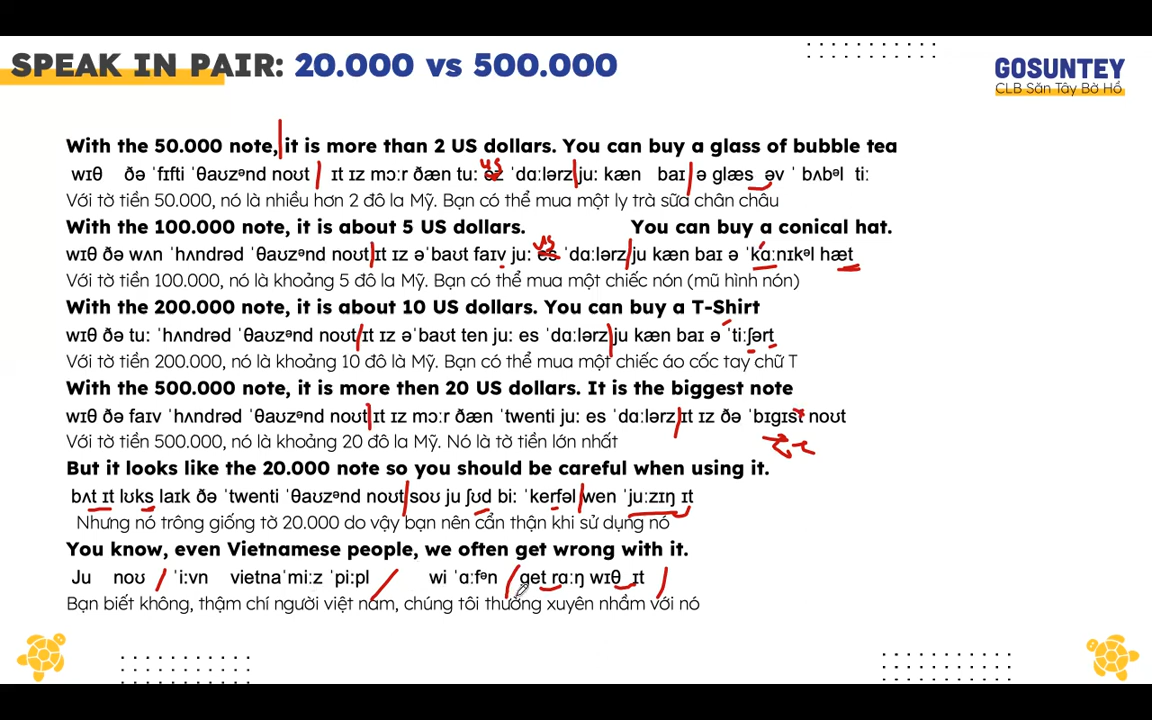 SPEAK IN PAIR: 20.000 vs 500.000
GOSUNTEY
CLB Săn Tây Bờ Hồ
With the 50.000 note, it is more than 2 US dollars. You can buy a glass of bubble tea
wɪθ ðə ˈfɪfti ˈθaʊzᵊnd noʊt ɪt ɪz mɔːr ðæn tuː əz ˈdɑːlərz juː kæn baɪ ə glæs əv ˈbʌbəl tiː
us
Với tờ tiền 50.000, nó là nhiều hơn 2 đô la Mỹ. Bạn có thể mua một ly trà sữa chân châu
With the 100.000 note, it is about 5 US dollars. You can buy a conical hat.
wɪθ ðə wʌn ˈhʌndrəd ˈθaʊzᵊnd noʊt ɪt ɪz əˈbaʊt faɪv juː es ˈdɑːlərz ju kæn baɪ ə ˈkɑːnɪkᵊl hæt
us
Với tờ tiền 100.000, nó là khoảng 5 đô la Mỹ. Bạn có thể mua một chiếc nón (mũ hình nón)
With the 200.000 note, it is about 10 US dollars. You can buy a T-Shirt
wɪθ ðə tuː ˈhʌndrəd ˈθaʊzᵊnd noʊt ɪt ɪz əˈbaʊt ten juː es ˈdɑːlərz ju kæn baɪ ə ˈtiːʃərt
Với tờ tiền 200.000, nó là khoảng 10 đô la Mỹ. Bạn có thể mua một chiếc áo cốc tay chữ T
With the 500.000 note, it is more then 20 US dollars. It is the biggest note
wɪθ ðə faɪv ˈhʌndrəd ˈθaʊzᵊnd noʊt ɪt ɪz mɔːr ðæn ˈtwenti juː es ˈdɑːlərz ɪt ɪz ðə ˈbɪgɪst noʊt
Với tờ tiền 500.000, nó là khoảng 20 đô la Mỹ. Nó là tờ tiền lớn nhất
But it looks like the 20.000 note so you should be careful when using it.
bʌt ɪt lʊks laɪk ðə ˈtwenti ˈθaʊzᵊnd noʊt soʊ ju ʃʊd biː ˈkerfəl wen ˈjuːzɪŋ ɪt
Nhưng nó trông giống tờ 20.000 do vậy bạn nên cẩn thận khi sử dụng nó
You know, even Vietnamese people, we often get wrong with it.
Ju noʊ ˈiːvn vietnaˈmiːz ˈpiːpl wi ˈɑːfᵊn get rɑːŋ wɪθ ɪt
Bạn biết không, thậm chí người việt nam, chúng tôi thường xuyên nhầm với nó